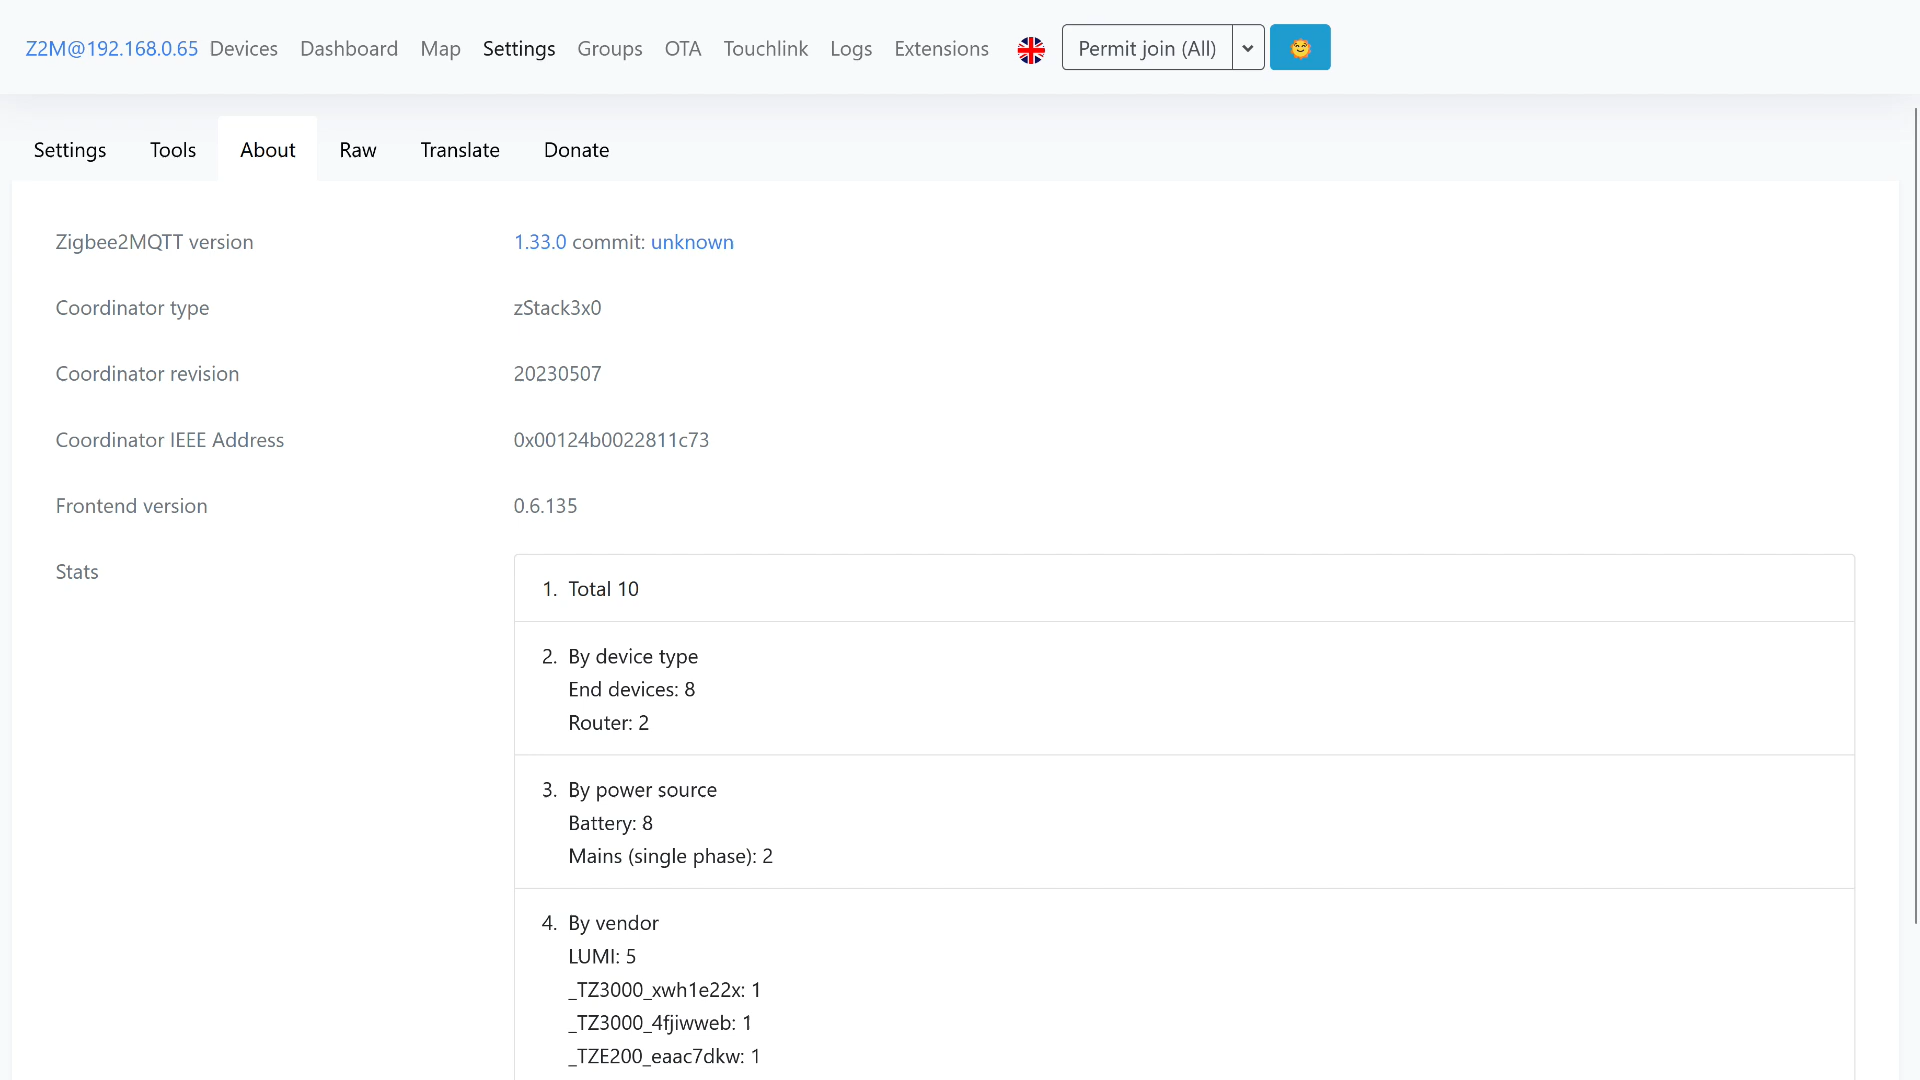 Z2M@192.168.0.65 Devices Dashboard Map Settings Groups OTA Touchlink Logs Extensions Permit join (All)
Settings Tools About Raw Translate Donate
Zigbee2MQTT version 1.33.0 commit: unknown
Coordinator type zStack3x0
Coordinator revision 20230507
Coordinator IEEE Address 0x00124b0022811c73
Frontend version 0.6.135
Stats
1. Total 10
2. By device type
End devices: 8
Router: 2
3. By power source
Battery: 8
Mains (single phase): 2
4. By vendor
LUMI: 5
_TZ3000_xwh1e22x: 1
_TZ3000_4fjiwweb: 1
_TZE200_eaac7dkw: 1